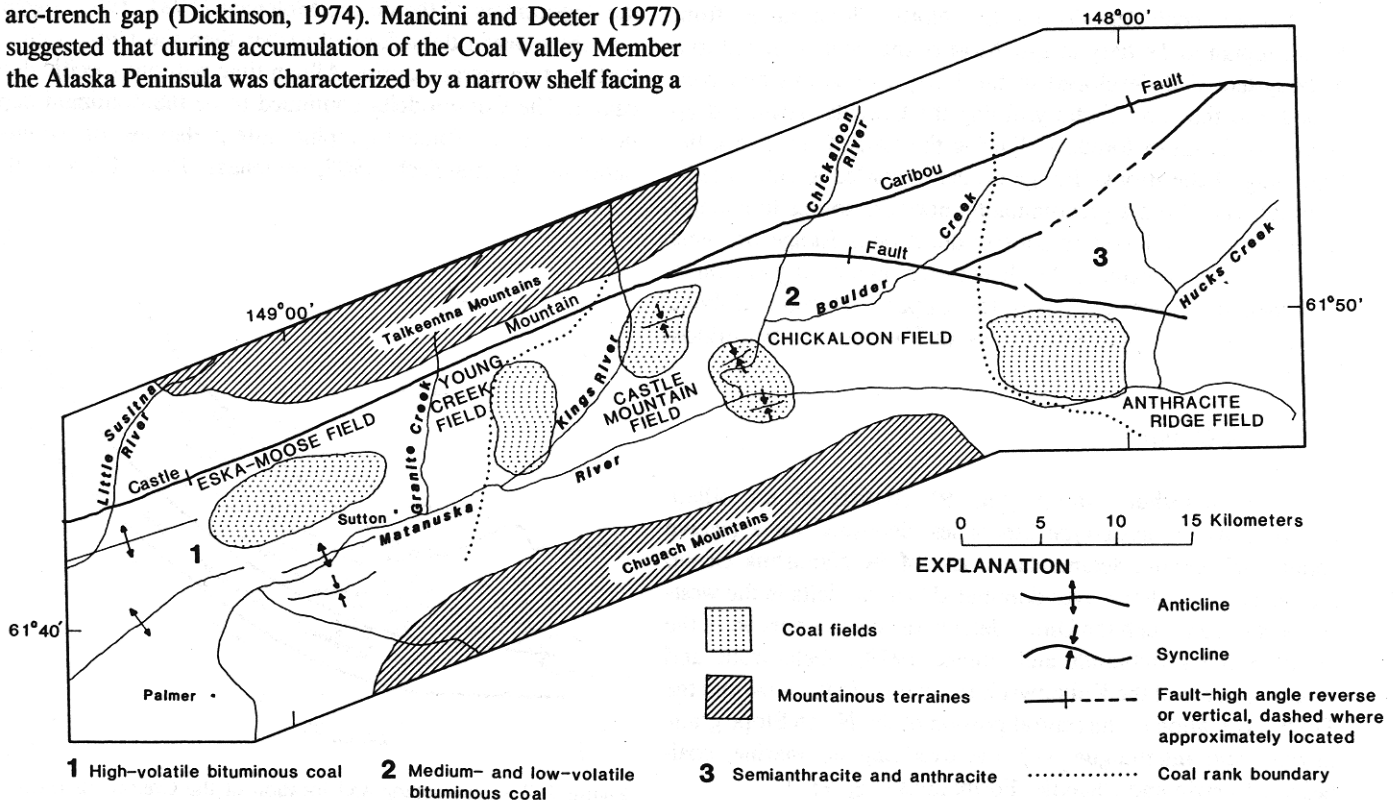 arc-trench gap (Dickinson, 1974). Mancini and Deeter (1977)
suggested that during accumulation of the Coal Valley Member
the Alaska Peninsula was characterized by a narrow shelf facing a
148°00'
Fault
Chickaloon
River
Caribou
Creek
Fault
3
Hucks Creek
2
Boulder
61°50'
149°00'
Talkeentna Mountains
Mountain
CHICKALOON FIELD
YOUNG
CREEK
FIELD
Kings River
CASTLE
MOUNTAIN
FIELD
ANTHRACITE
RIDGE FIELD
Little Susitna
River
Castle
ESKA-MOOSE FIELD
Granite Creek
River
Sutton
Matanuska
1
Chugach Mouintains
0 5 10 15 Kilometers
EXPLANATION
Anticline
61°40'
Coal fields
Syncline
Palmer
Mountainous terraines
Fault-high angle reverse
or vertical, dashed where
approximately located
1 High-volatile bituminous coal
2 Medium- and low-volatile
bituminous coal
3 Semianthracite and anthracite
Coal rank boundary